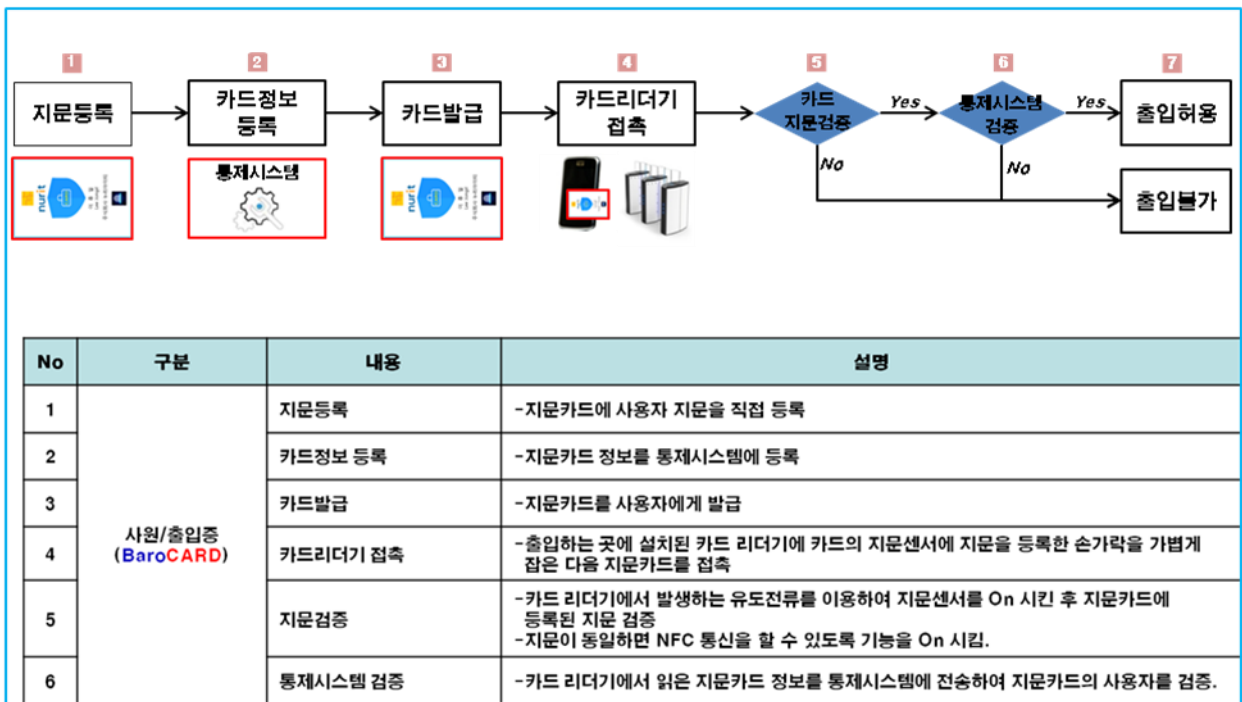 1
2
3
4
5
6
7
지문등록
카드정보
등록
카드발급
카드리더기
접촉
카드
지문검증
Yes
통제시스템
검증
Yes
출입허용
No
No
출입불가
nurit
통제시스템
nurit
No 구분 내용 설명
1 지문등록 -지문카드에 사용자 지문을 직접 등록
2 카드정보 등록 -지문카드 정보를 통제시스템에 등록
3 카드발급 -지문카드를 사용자에게 발급
사원/출입증
(BaroCARD)
4 카드리더기 접촉 -출입하는 곳에 설치된 카드 리더기에 카드의 지문센서에 지문을 등록한 손가락을 가볍게
잡은 다음 지문카드를 접촉
5 지문검증 -카드 리더기에서 발생하는 유도전류를 이용하여 지문센서를 On 시킨 후 지문카드에
등록된 지문 검증
-지문이 동일하면 NFC 통신을 할 수 있도록 기능을 On 시킴.
6 통제시스템 검증 -카드 리더기에서 읽은 지문카드 정보를 통제시스템에 전송하여 지문카드의 사용자를 검증.